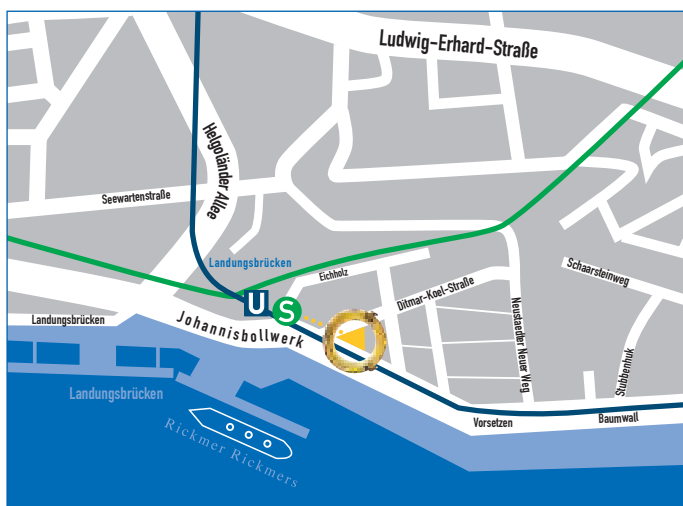 Ludwig-Erhard-Straße
Helgoländer Allee
Seewartenstraße
Landungsbrücken
Eichholz
Schaarsteinweg
Ditmar-Koel-Straße
U
S
Landungsbrücken
Johannisbollwerk
Neustaedter Neuer Weg
Stubbenhuk
Landungsbrücken
Vorsetzen
Baumwall
Rickmer Rickmers